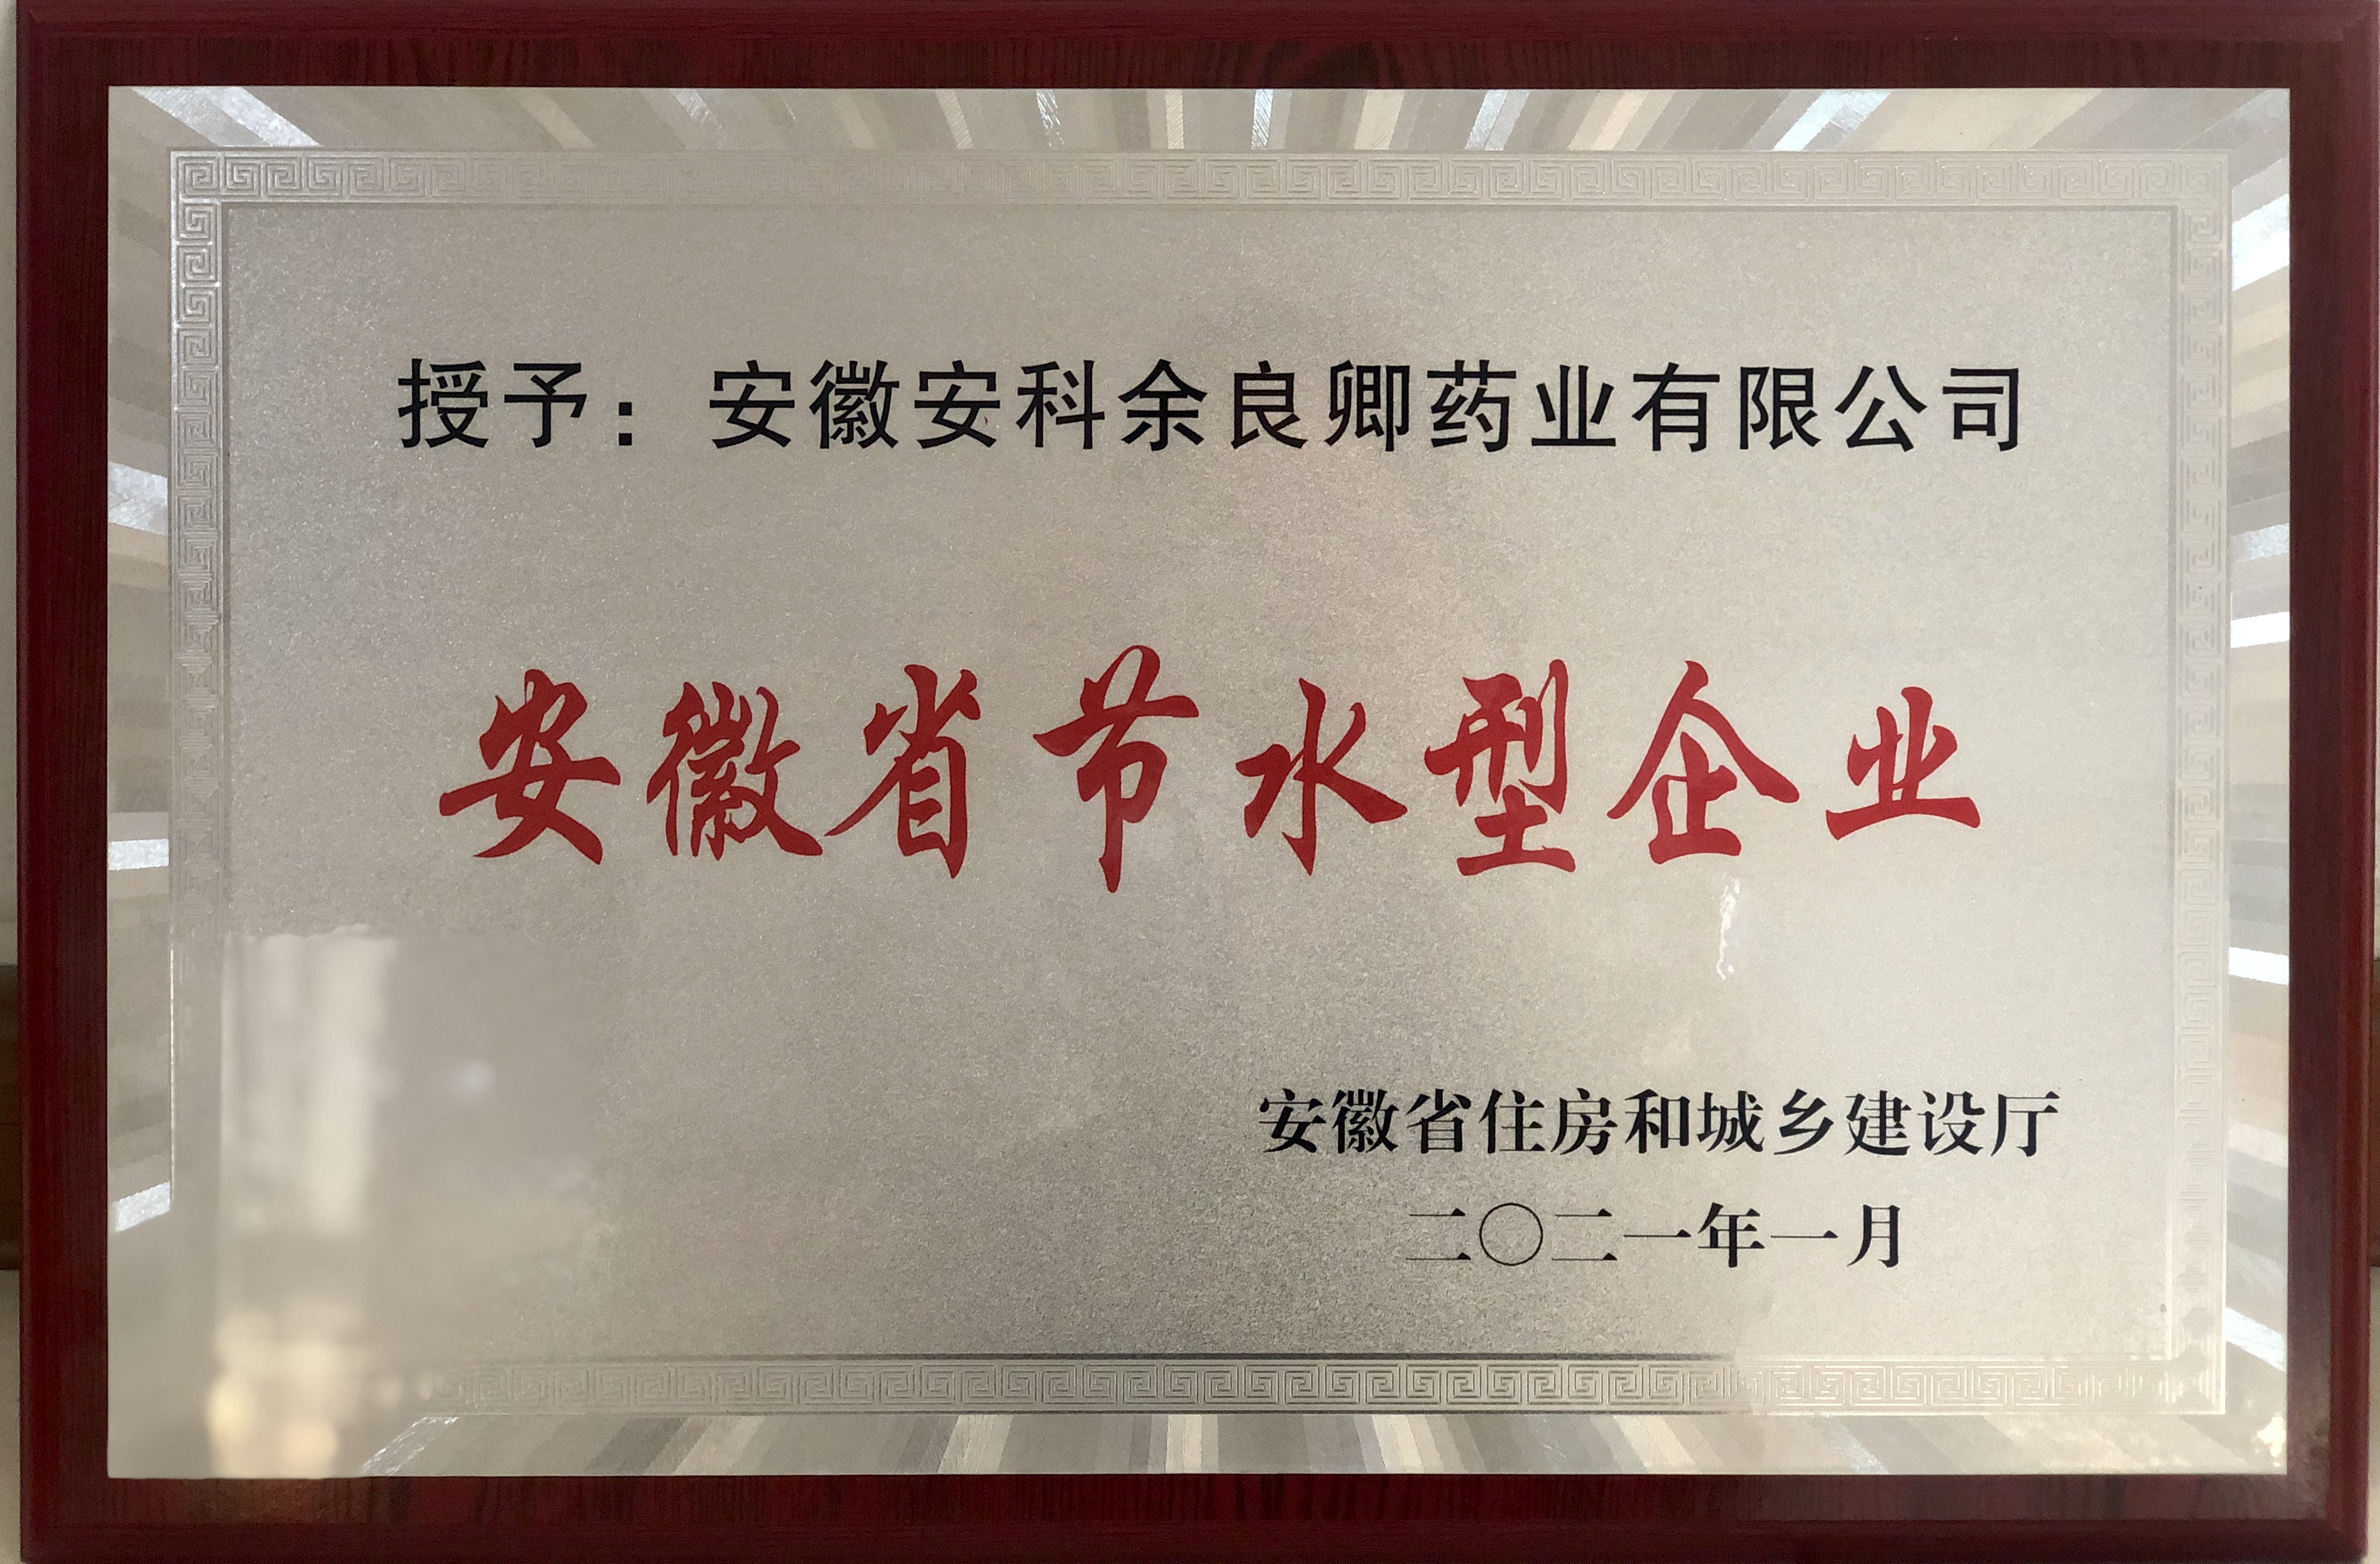 授予：安徽安科余良卿药业有限公司
安徽省节水型企业
安徽省住房和城乡建设厅
二〇二一年一月